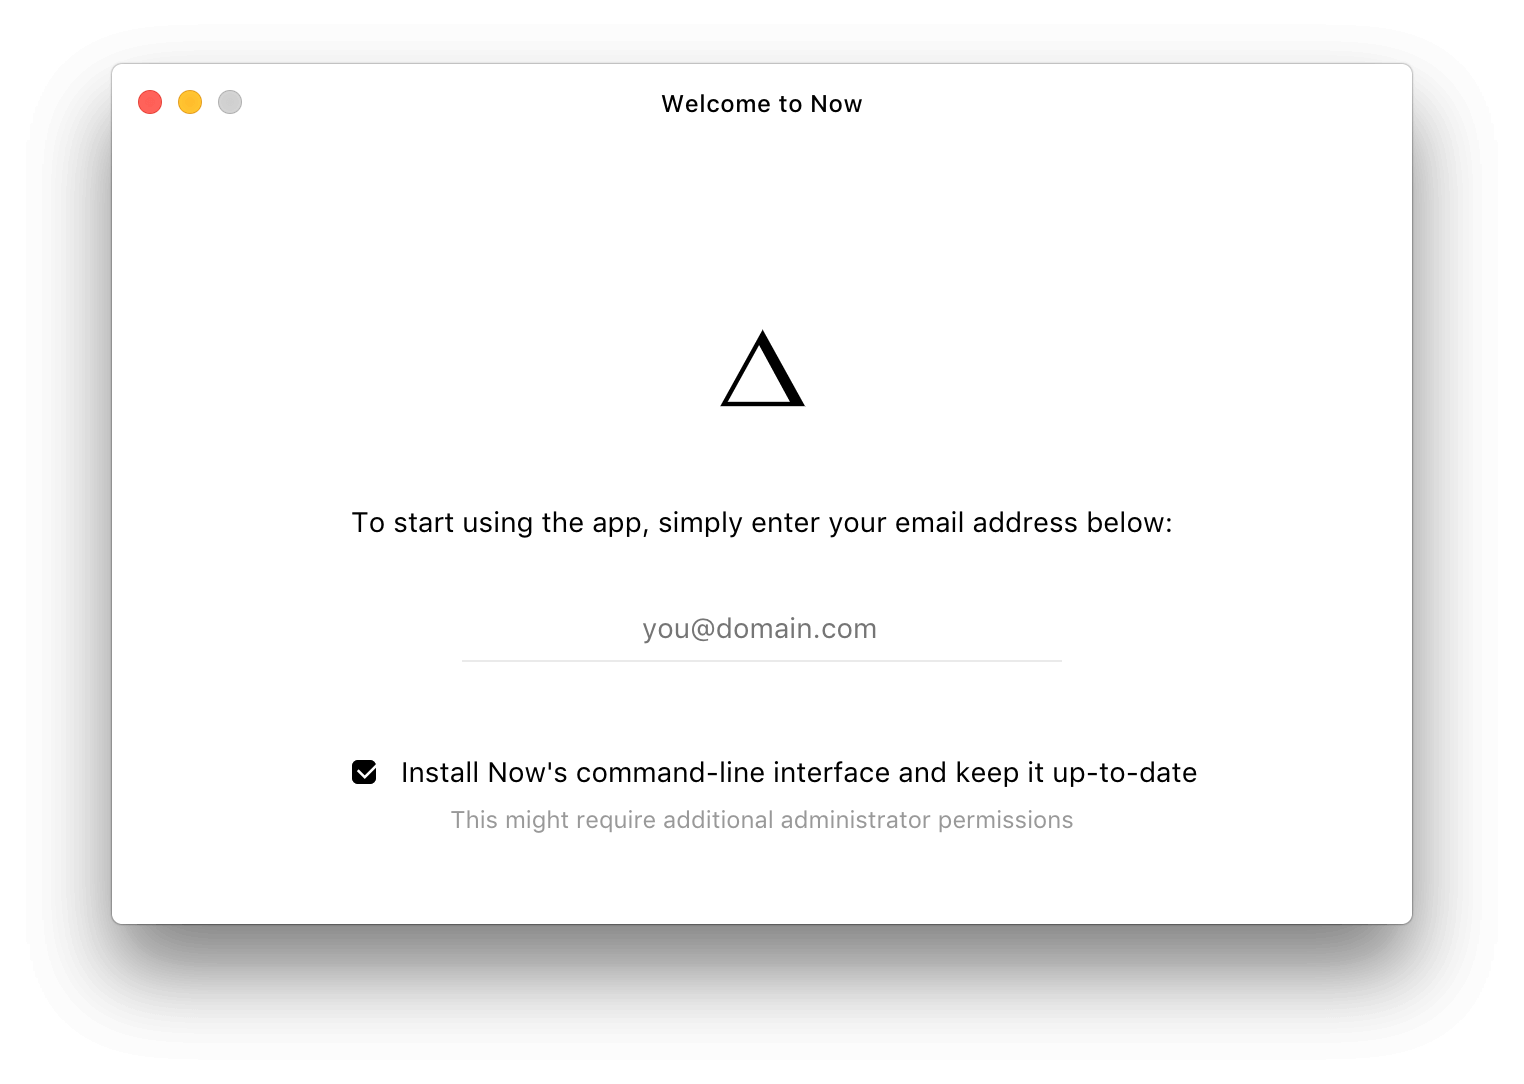 Welcome to Now
To start using the app, simply enter your email address below:
you@domain.com
Install Now's command-line interface and keep it up-to-date
This might require additional administrator permissions